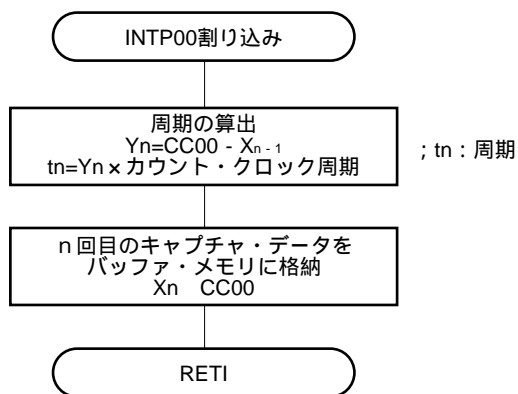 INTP00割り込み
周期の算出
Yn=CC00 - Xn - 1
tn=Yn×カウント・クロック周期
；tn：周期
n回目のキャプチャ・データを
バッファ・メモリに格納
Xn CC00
RETI